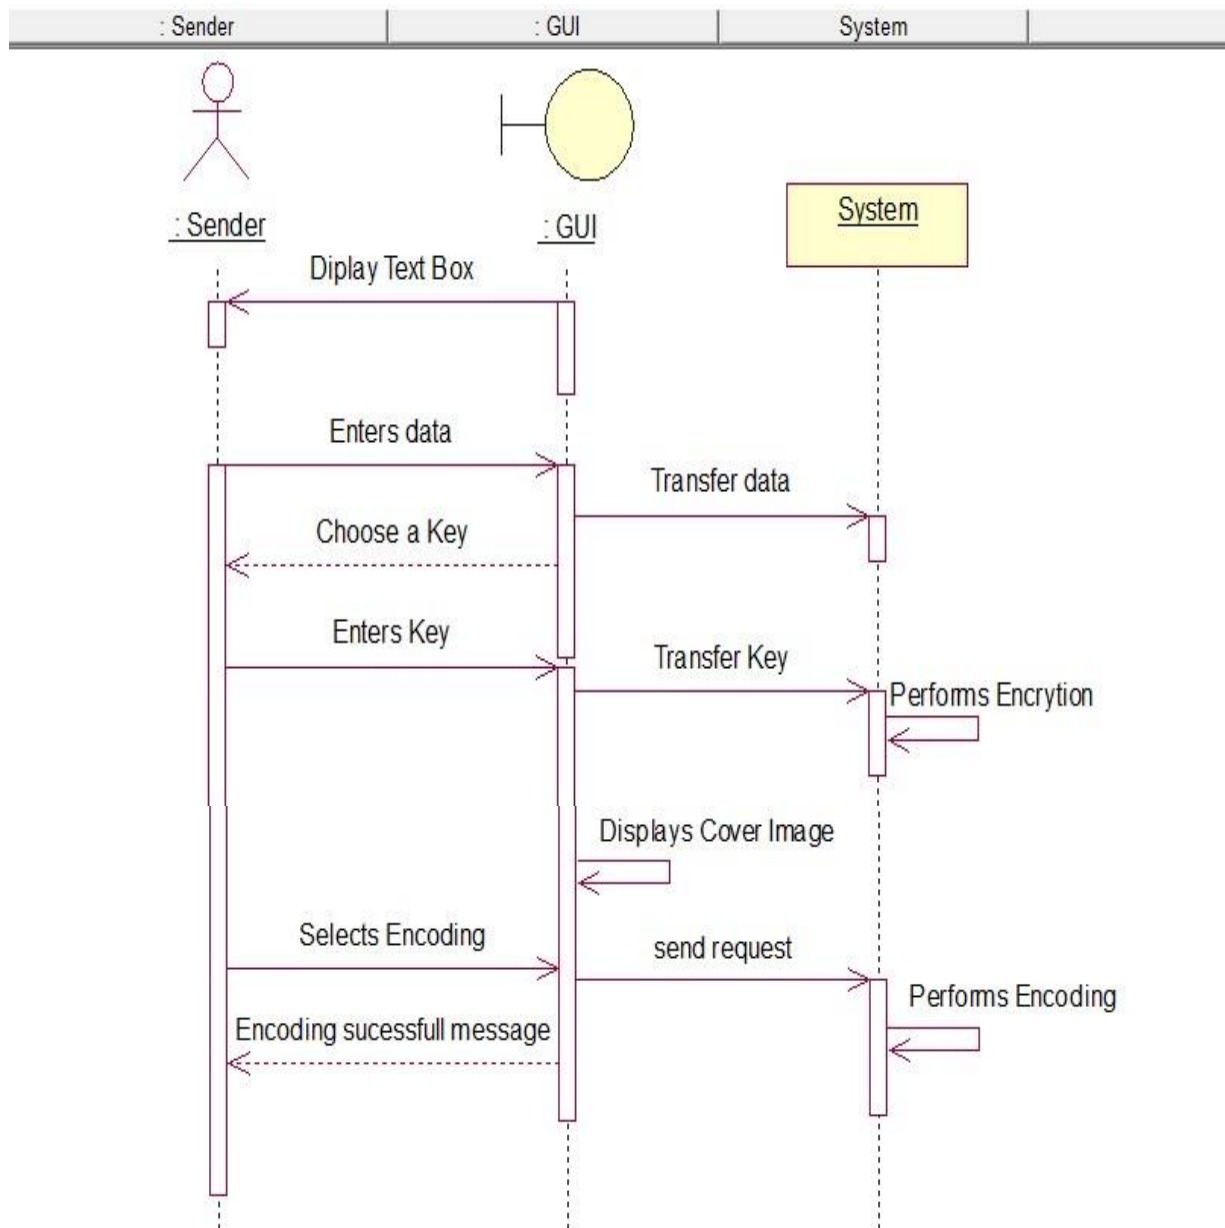 : Sender
: GUI
System
: Sender
: GUI
System
Diplay Text Box
Enters data
Transfer data
Choose a Key
Enters Key
Transfer Key
Performs Encrytion
Displays Cover Image
Selects Encoding
send request
Performs Encoding
Encoding sucessfull message